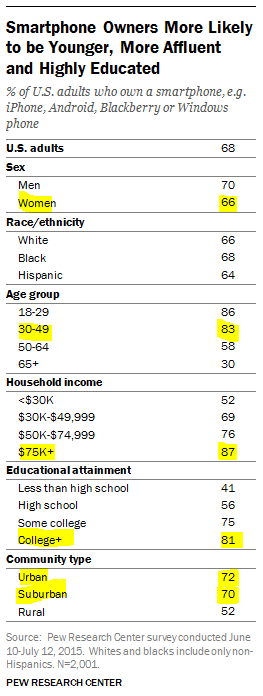 Smartphone Owners More Likely
to be Younger, More Affluent
and Highly Educated
% of U.S. adults who own a smartphone, e.g.
iPhone, Android, Blackberry or Windows
phone
U.S. adults 68
Sex
Men 70
Women 66
Race/ethnicity
White 66
Black 68
Hispanic 64
Age group
18-29 86
30-49 83
50-64 58
65+ 30
Household income
<$30K 52
$30K-$49,999 69
$50K-$74,999 76
$75K+ 87
Educational attainment
Less than high school 41
High school 56
Some college 75
College+ 81
Community type
Urban 72
Suburban 70
Rural 52
Source: Pew Research Center survey conducted June
10-July 12, 2015. Whites and blacks include only non-
Hispanics. N=2,001.
PEW RESEARCH CENTER